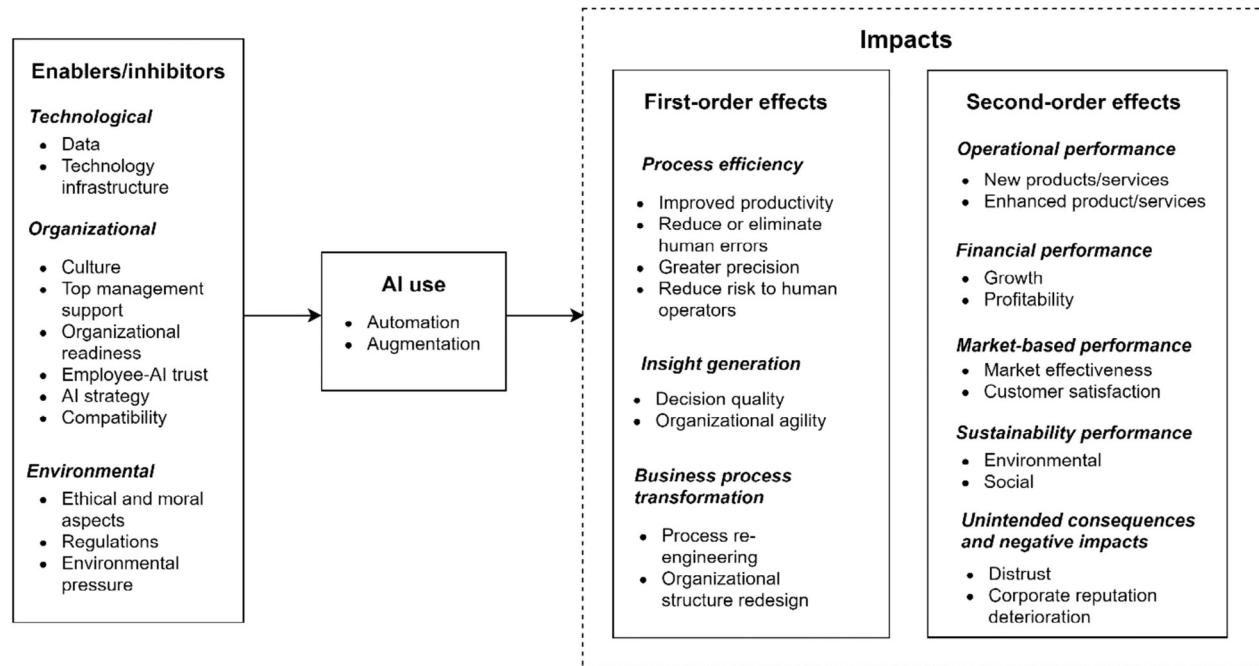 Enablers/inhibitors
Technological
• Data
• Technology
infrastructure
Organizational
• Culture
• Top management
support
• Organizational
readiness
• Employee-AI trust
• AI strategy
• Compatibility
Environmental
• Ethical and moral
aspects
• Regulations
• Environmental
pressure
AI use
• Automation
• Augmentation
Impacts
First-order effects
Process efficiency
• Improved productivity
• Reduce or eliminate
human errors
• Greater precision
• Reduce risk to human
operators
Insight generation
• Decision quality
• Organizational agility
Business process
transformation
• Process re-
engineering
• Organizational
structure redesign
Second-order effects
Operational performance
• New products/services
• Enhanced product/services
Financial performance
• Growth
• Profitability
Market-based performance
• Market effectiveness
• Customer satisfaction
Sustainability performance
• Environmental
• Social
Unintended consequences
and negative impacts
• Distrust
• Corporate reputation
deterioration